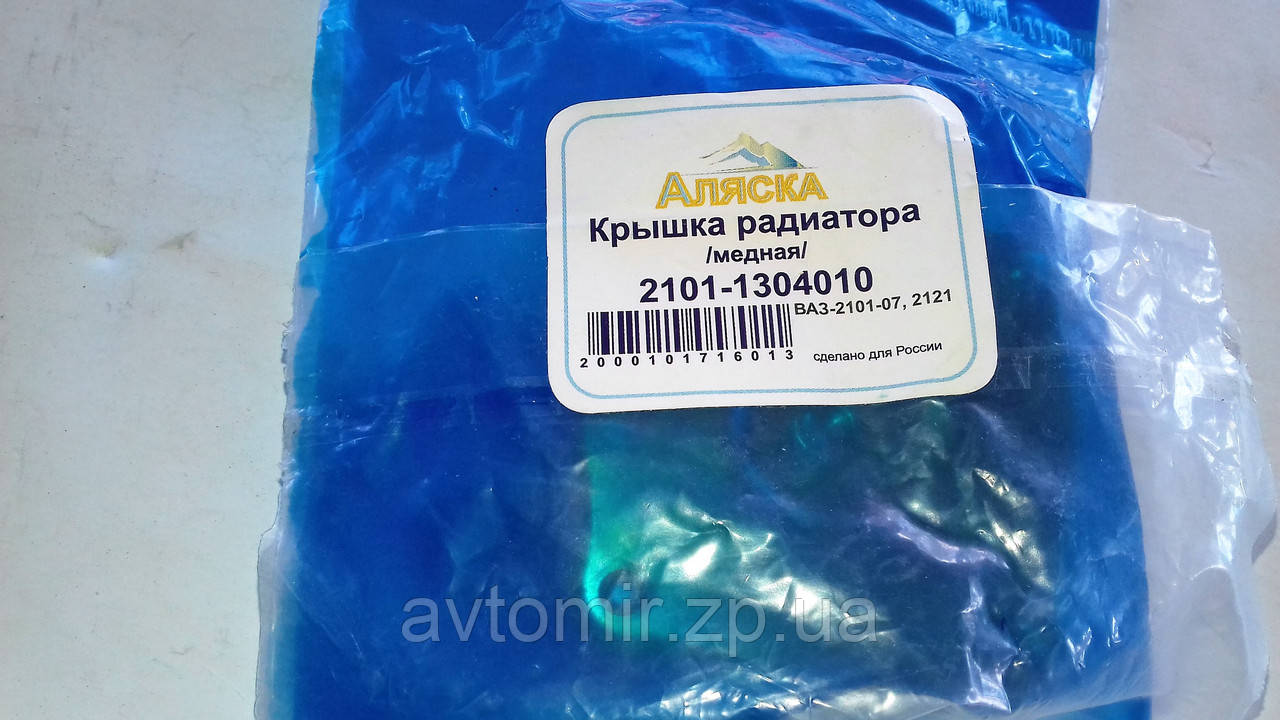 АЛЯСКА
Крышка радиатора
/медная/
2101-1304010
ВАЗ-2101-07, 2121
2000101716013
сделано для России
avtomir.zp.ua